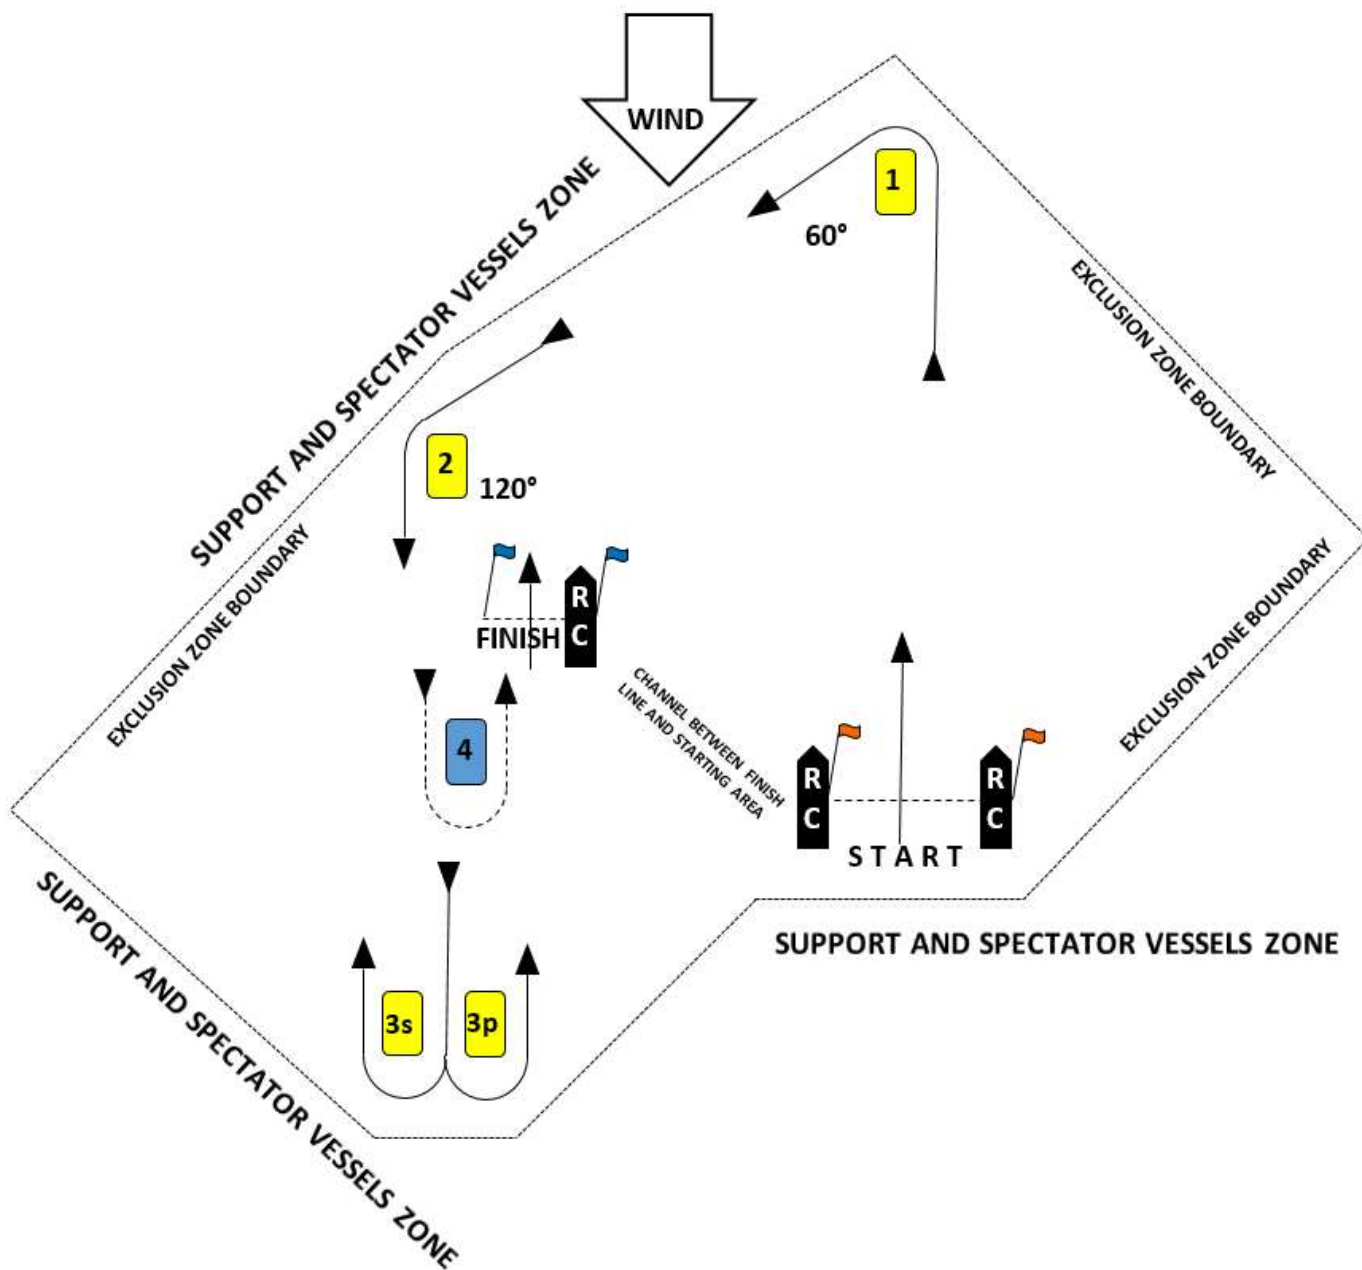 WIND
1
60°
SUPPORT AND SPECTATOR VESSELS ZONE
EXCLUSION ZONE BOUNDARY
2
120°
EXCLUSION ZONE BOUNDARY
R
C
FINISH
EXCLUSION ZONE BOUNDARY
CHANNEL BETWEEN FINISH
LINE AND STARTING AREA
4
R
C
R
C
START
SUPPORT AND SPECTATOR VESSELS ZONE
SUPPORT AND SPECTATOR VESSELS ZONE
3s
3p